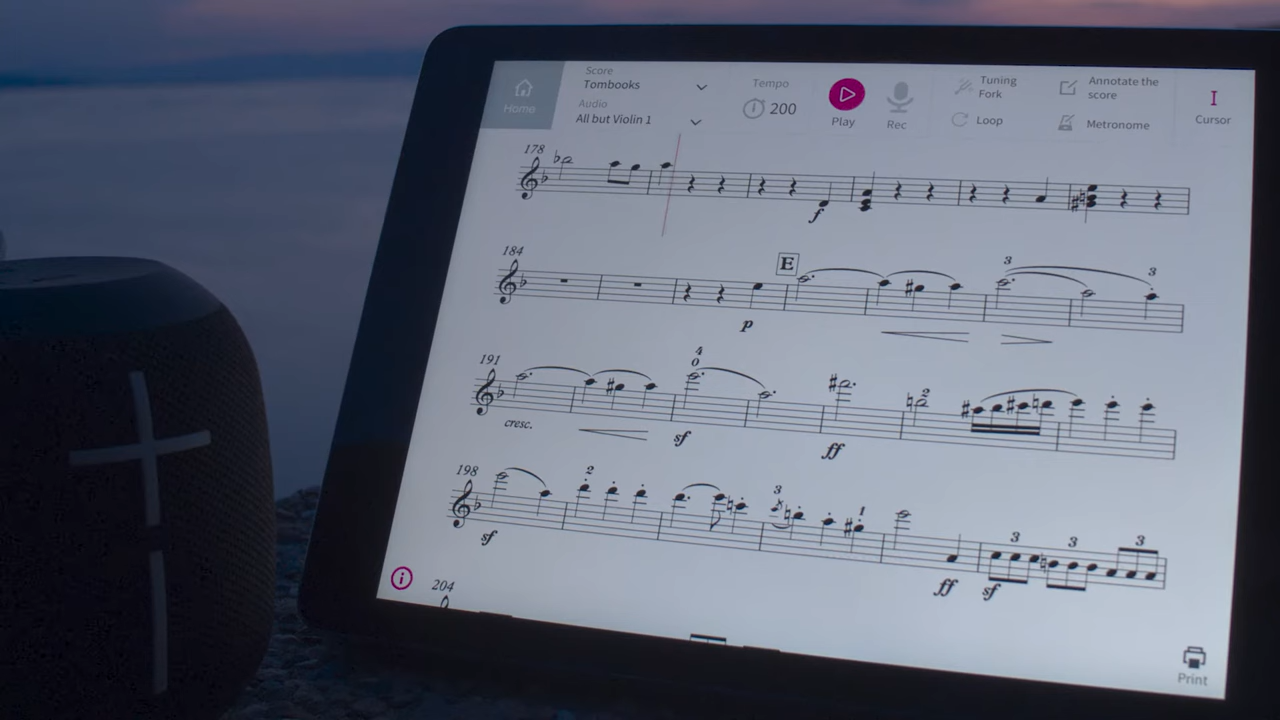 Home
Score
Tombooks
Audio
All but Violin 1
Tempo
200
Play
Rec
Tuning
Fork
Loop
Annotate the
score
Metronome
Cursor
178
f
184
E
3
3
p
191
4
0
2
cresc.
sf
ff
198
2
3
1
3
3
3
sf
ff
sf
204
Print